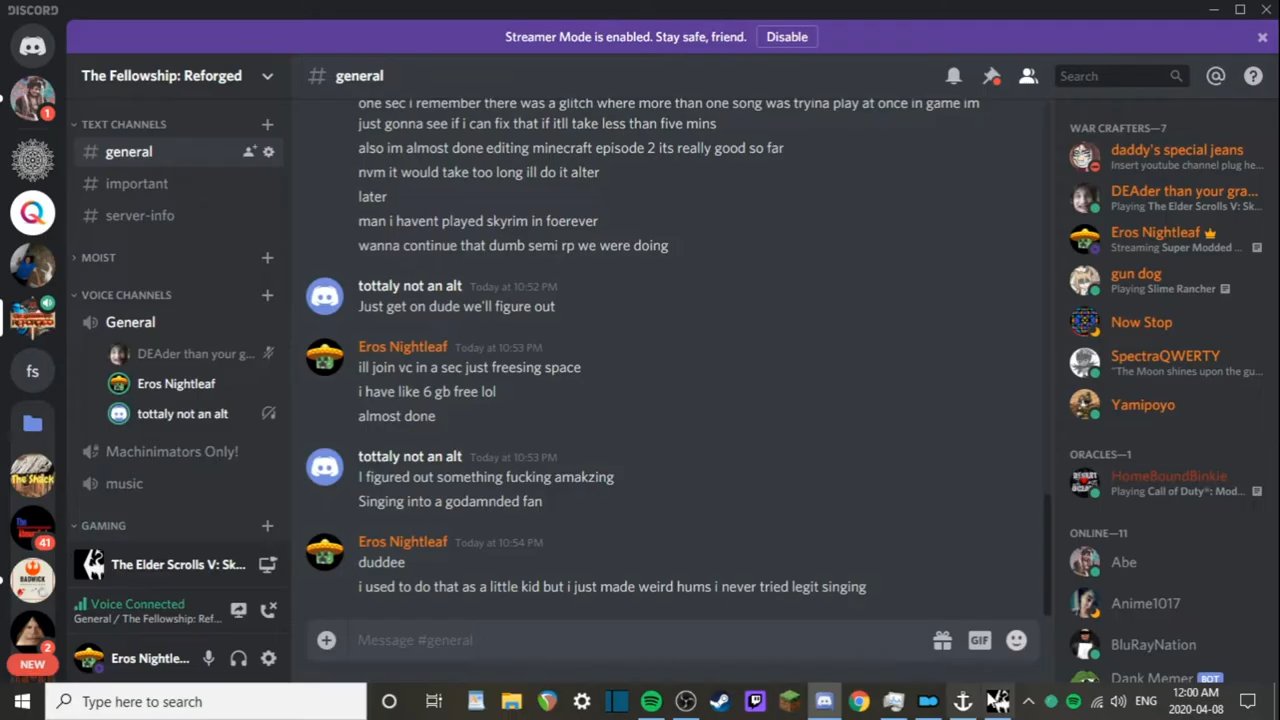 DISCORD
Streamer Mode is enabled. Stay safe, friend. Disable
The Fellowship: Reforged
TEXT CHANNELS
general
important
server-info
MOIST
VOICE CHANNELS
General
DEAder than your g...
Eros Nightleaf
tottaly not an alt
Machinimators Only!
music
GAMING
The Elder Scrolls V: Sk...
Voice Connected
General / The Fellowship: Ref...
Eros Nightle...
1
fs
The Shack
41
BADWICK
2
NEW
# general
Search
one sec i remember there was a glitch where more than one song was tryina play at once in game im
just gonna see if i can fix that if itll take less than five mins
also im almost done editing minecraft episode 2 its really good so far
nvm it would take too long ill do it alter
later
man i havent played skyrim in foerever
wanna continue that dumb semi rp we were doing
tottaly not an alt Today at 10:52 PM
Just get on dude we'll figure out
Eros Nightleaf Today at 10:53 PM
ill join vc in a sec just freesing space
i have like 6 gb free lol
almost done
tottaly not an alt Today at 10:53 PM
I figured out something fucking amakzing
Singing into a godamnded fan
Eros Nightleaf Today at 10:54 PM
duddee
i used to do that as a little kid but i just made weird hums i never tried legit singing
Message #general
GIF
WAR CRAFTERS—7
daddy's special jeans
Insert youtube channel plug he...
DEAder than your gra...
Playing The Elder Scrolls V: Sk...
Eros Nightleaf
Streaming Super Modded ...
gun dog
Playing Slime Rancher
Now Stop
SpectraQWERTY
"The Moon shines upon the gu...
Yamipoyo
ORACLES—1
HomeBoundBinkie
Playing Call of Duty®: Mod...
ONLINE—11
Abe
Anime1017
BluRayNation
Dank Memer BOT
Type here to search
ENG
12:00 AM
2020-04-08